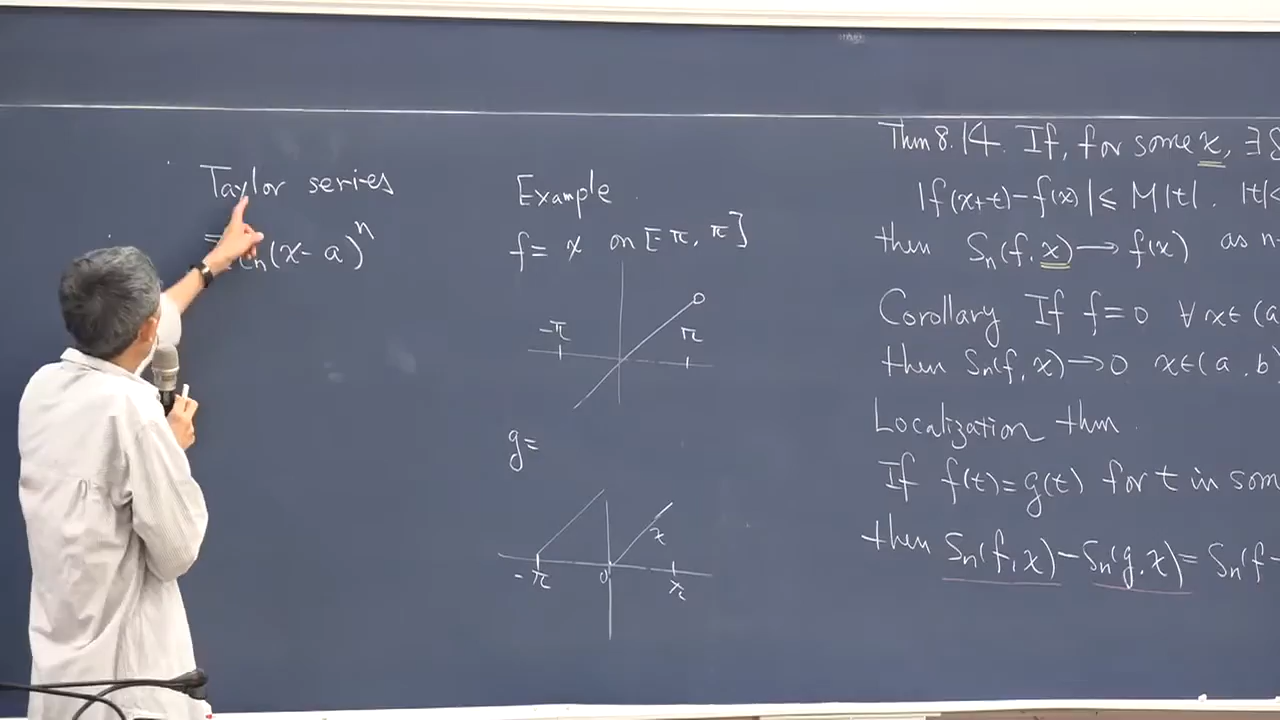 Taylor series
(x-a)^n
Example
f= x on [-π, π]
-π π
g=
x
-π 0 π
Thm 8.14. If, for some x, ∃
|f(x+t)-f(x)| ≤ M|t|. |t|<
then Sn(f,x) → f(x) as n
Corollary If f=0 ∀x∈(a
then Sn(f,x) → 0 x∈(a,b
Localization thm.
If f(t)=g(t) for t in som
then Sn(f,x)-Sn(g,x)=Sn(f-